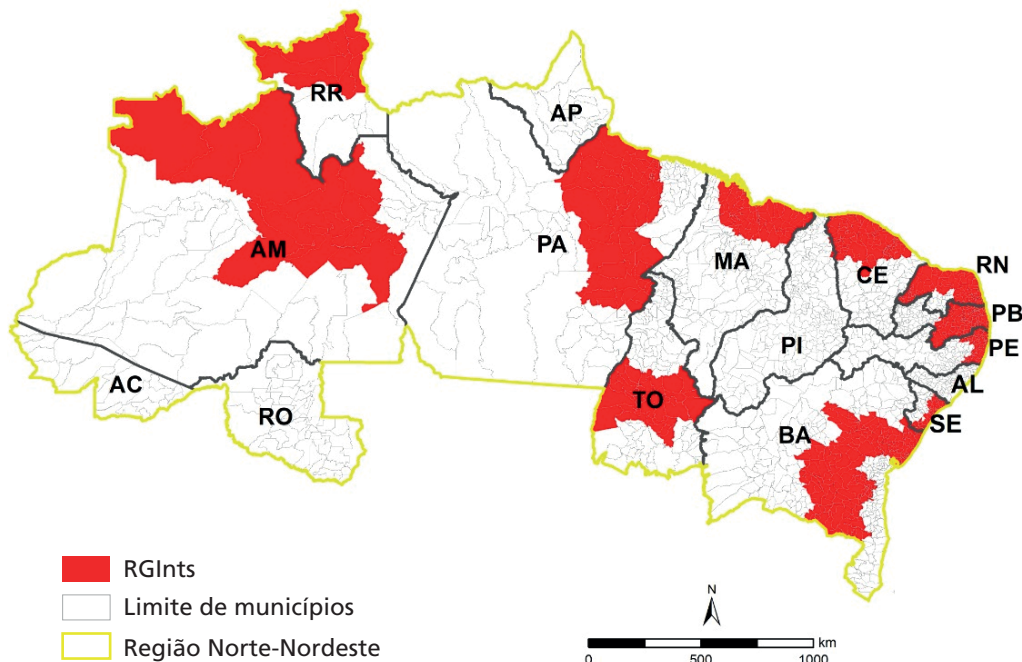 RR
AP
AM
PA
MA
CE
RN
PB
PE
PI
AL
AC
TO
SE
RO
BA
RGInts
Limite de municípios
Região Norte-Nordeste
N
km
0 500 1000